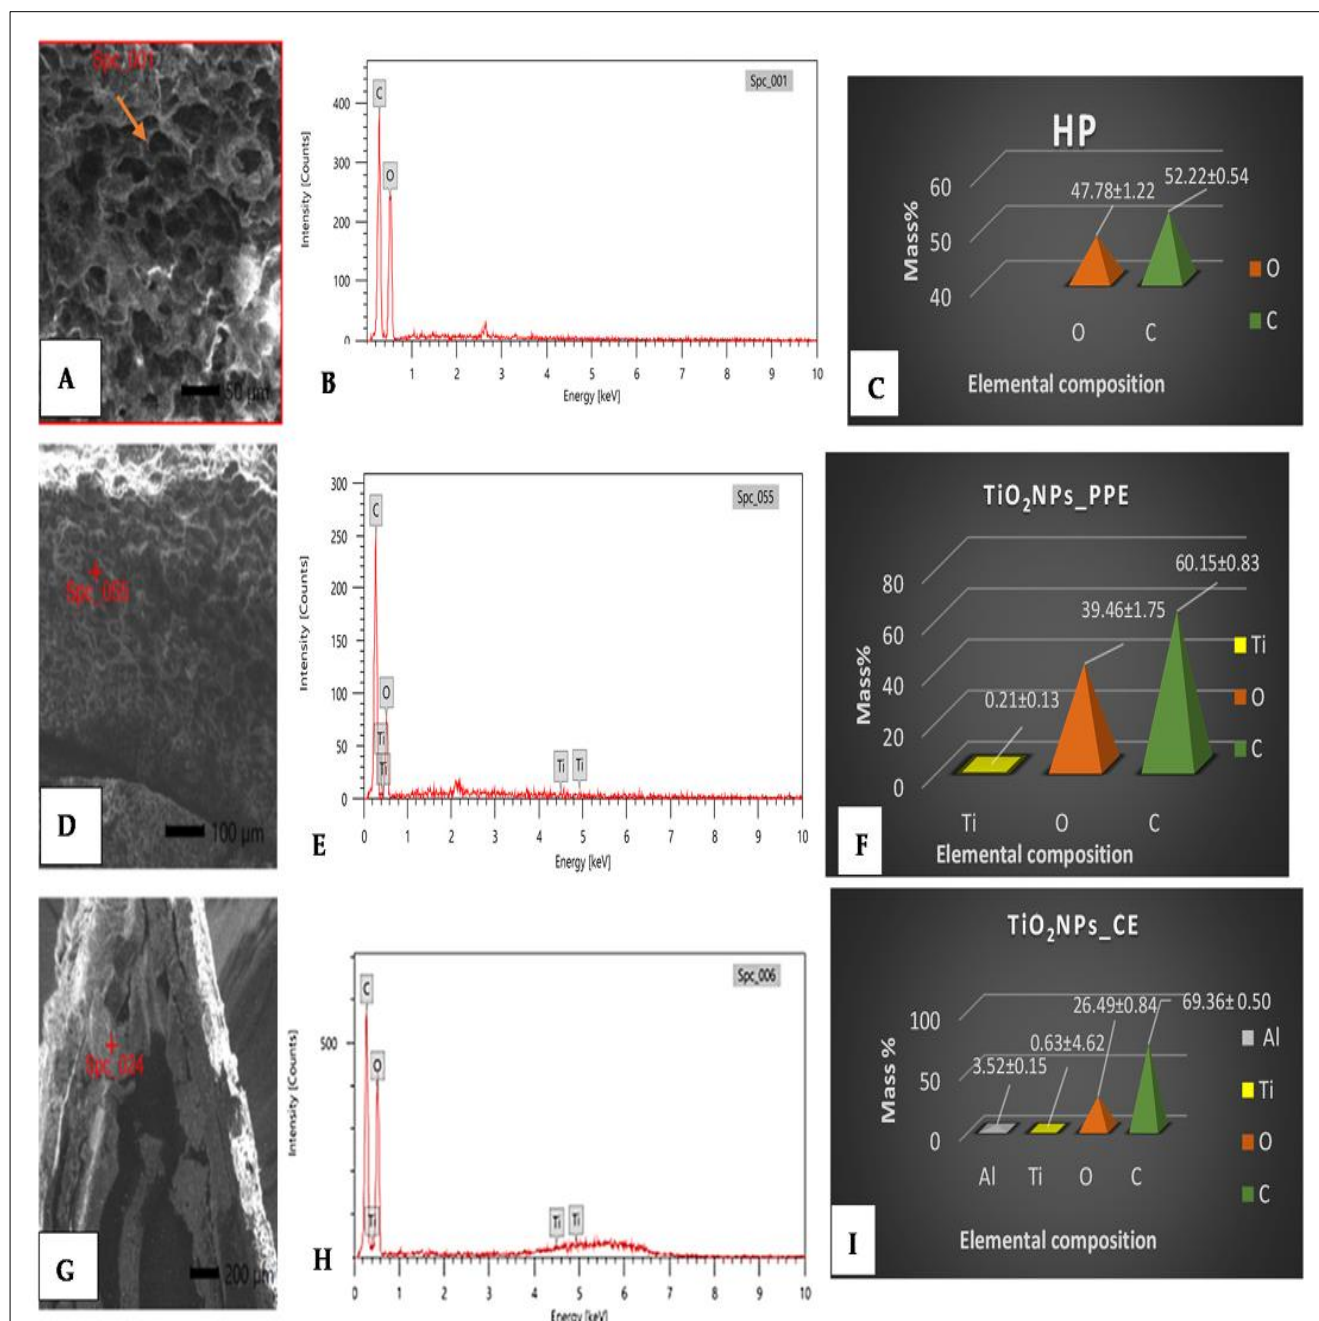 Spc_001
50 µm
A
Spc_001
Intensity [Counts]
400
300
200
100
0
C
O
0 1 2 3 4 5 6 7 8 9 10
Energy [keV]
B
HP
Mass%
60
50
40
47.78±1.22
52.22±0.54
O
C
O C
Elemental composition
C
Spc_055
100 µm
D
Spc_055
Intensity [Counts]
300
250
200
150
100
50
0
C
O
Ti
Ti
Ti Ti
0 1 2 3 4 5 6 7 8 9 10
Energy [keV]
E
TiO₂NPs_PPE
Mass%
80
60
40
20
0
0.21±0.13
39.46±1.75
60.15±0.83
Ti
O
C
Ti O C
Elemental composition
F
Spc_034
200 µm
G
Spc_006
Intensity [Counts]
500
0
C
O
Ti
Ti Ti
0 1 2 3 4 5 6 7 8 9 10
Energy [keV]
H
TiO₂NPs_CE
Mass %
100
50
0
3.52±0.15
0.63±4.62
26.49±0.84
69.36± 0.50
Al
Ti
O
C
Al Ti O C
Elemental composition
I